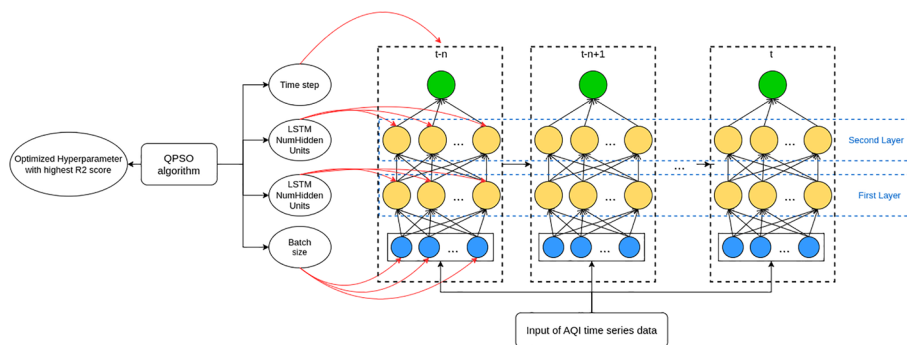 t-n
t-n+1
t
Time step
LSTM
NumHidden
Units
Second Layer
...
...
...
Optimized Hyperparameter
with highest R2 score
QPSO
algorithm
...
LSTM
NumHidden
Units
First Layer
...
...
...
Batch
size
...
...
...
Input of AQI time series data